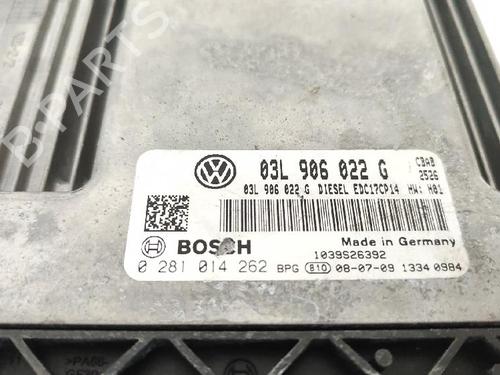 B-PARTS
03L 906 022 G
03L 906 022 G DIESEL EDC17CP14 HW: H01
2526
BOSCH
Made in Germany
1039S26392
0 281 014 262 BPG 810 08-07-09 1334 0984
>PA66-